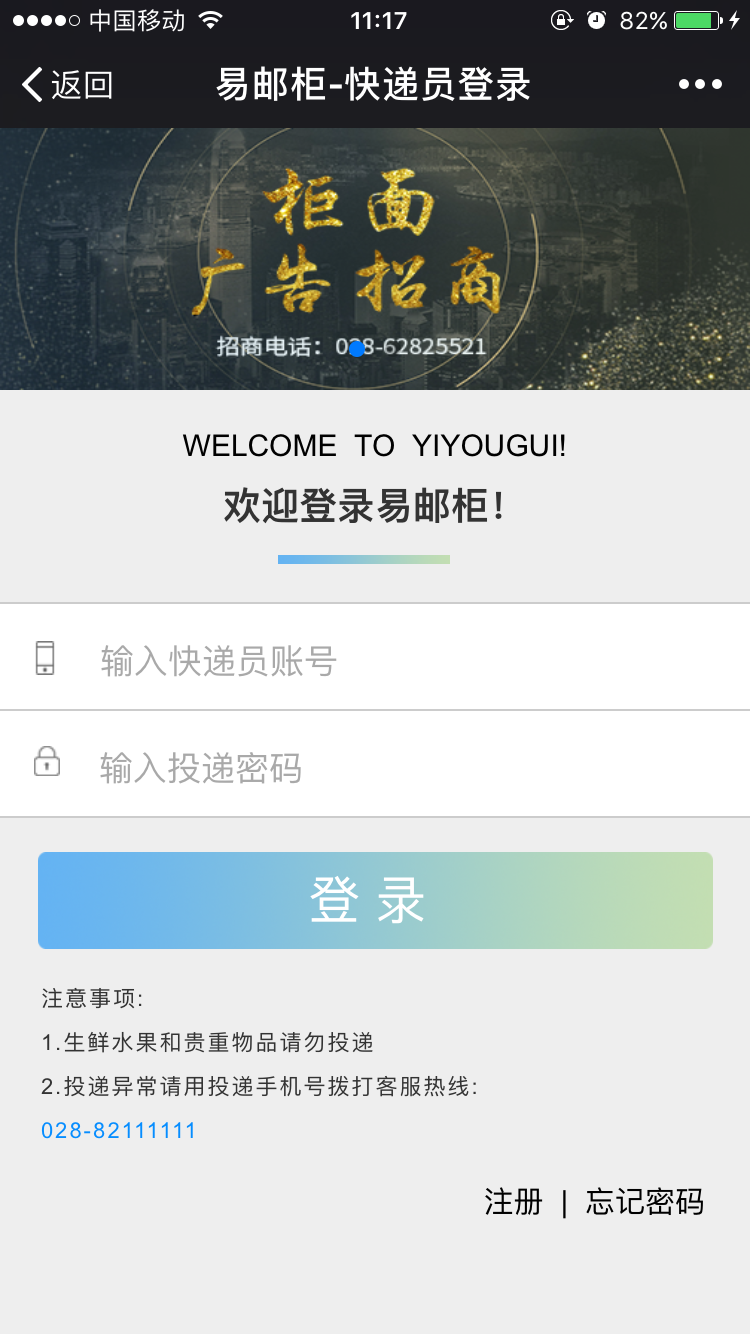 中国移动 11:17 82%
返回 易邮柜-快递员登录
柜面
广告招商
招商电话：028-62825521
WELCOME TO YIYOUGUI!
欢迎登录易邮柜!
输入快递员账号
输入投递密码
登录
注意事项:
1.生鲜水果和贵重物品请勿投递
2.投递异常请用投递手机号拨打客服热线:
028-82111111
注册 | 忘记密码